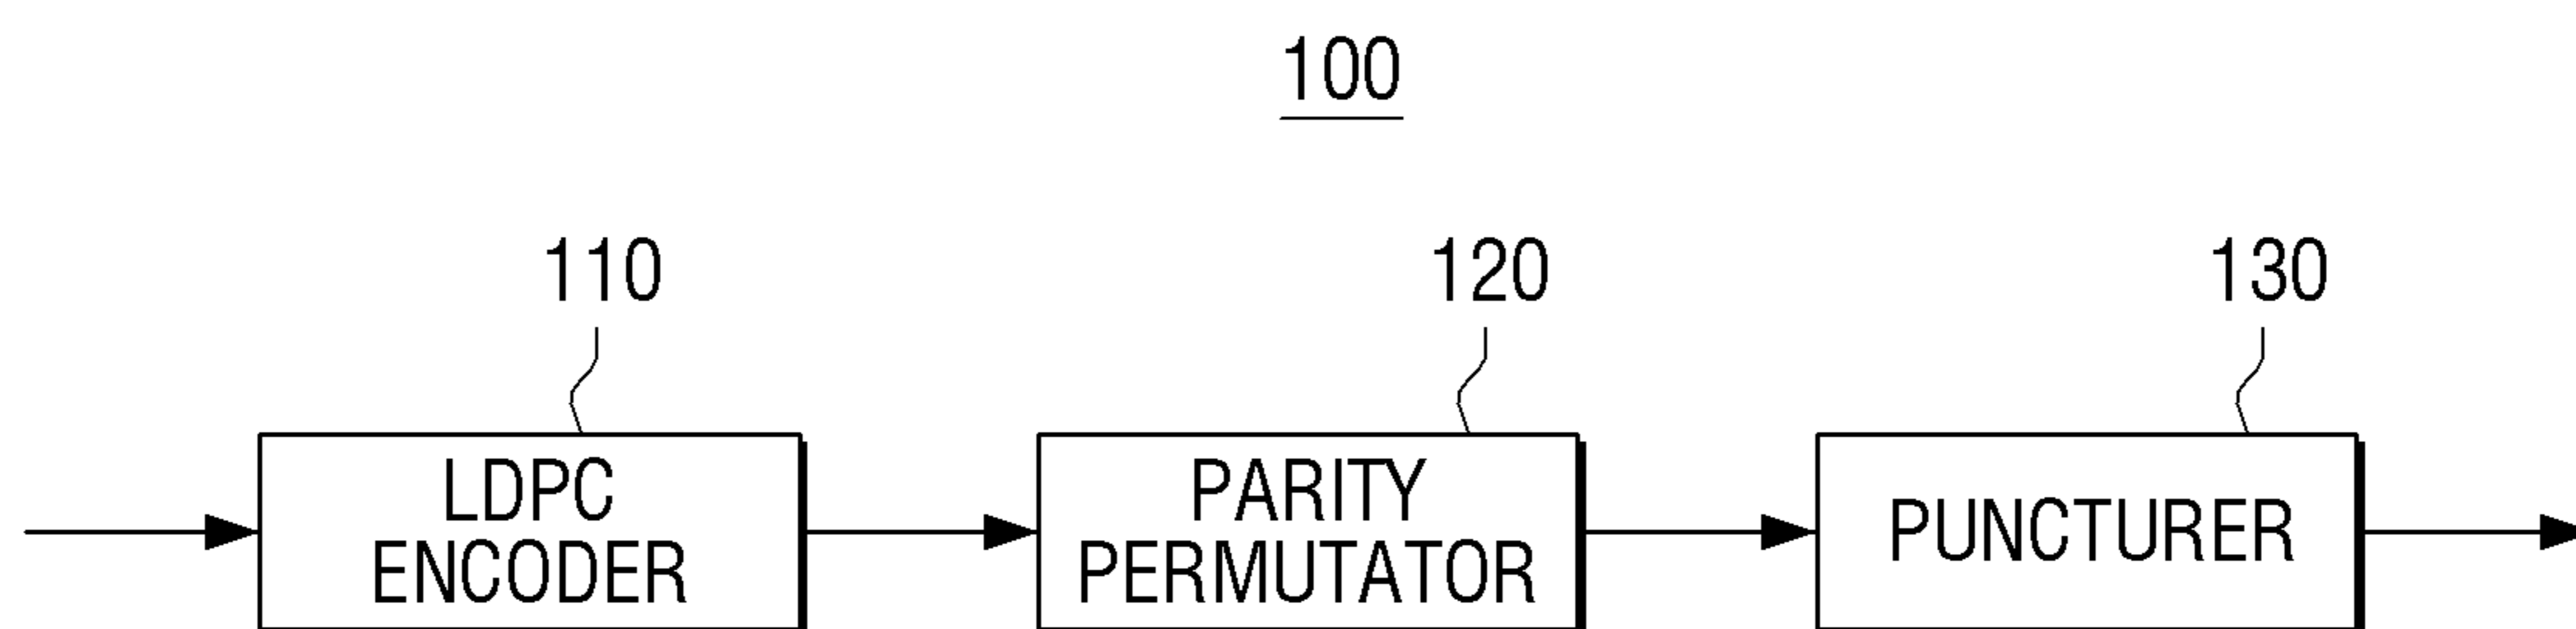 100
110
120
130
LDPC
ENCODER
PARITY
PERMUTATOR
PUNCTURER